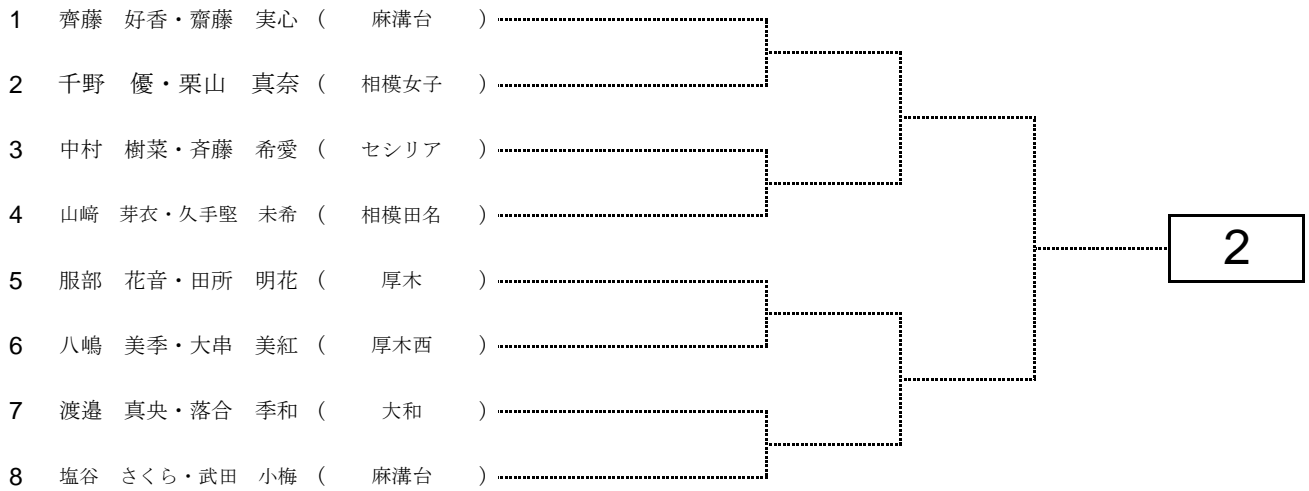 1 齊藤　好香・齋藤　実心 （　麻溝台　）
2 千野　優・栗山　真奈 （　相模女子　）
3 中村　樹菜・斉藤　希愛 （　セシリア　）
4 山﨑　芽衣・久手堅　未希 （　相模田名　）
5 服部　花音・田所　明花 （　厚木　）
6 八嶋　美季・大串　美紅 （　厚木西　）
7 渡邉　真央・落合　季和 （　大和　）
8 塩谷　さくら・武田　小梅 （　麻溝台　）
2